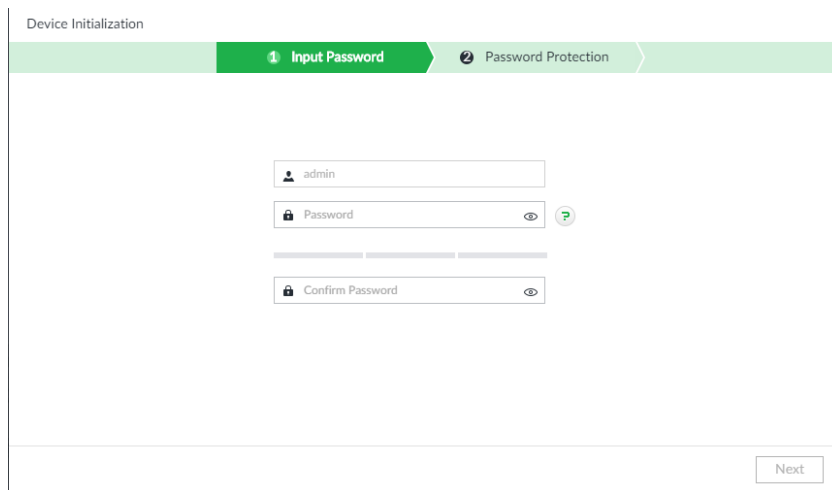 Device Initialization
1 Input Password
2 Password Protection
admin
Password
?
Confirm Password
Next